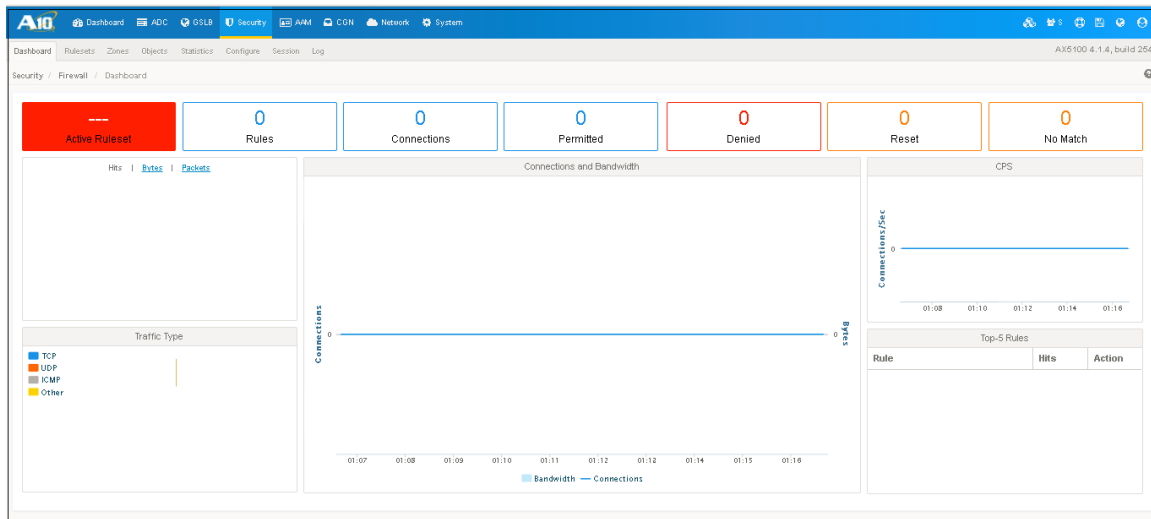 A10
Dashboard ADC GSLB Security AAM CGN Network System S
Dashboard Rulesets Zones Objects Statistics Configure Session Log AX5100 4.1.4, build 254
Security / Firewall / Dashboard
---
Active Ruleset
0
Rules
0
Connections
0
Permitted
0
Denied
0
Reset
0
No Match
Hits | Bytes | Packets
Traffic Type
TCP
UDP
ICMP
Other
Connections and Bandwidth
Connections
0
0
Bytes
01:07 01:08 01:09 01:10 01:11 01:12 01:13 01:14 01:15 01:16
Bandwidth Connections
CPS
Connections/Sec
0
01:08 01:10 01:12 01:14 01:16
Top-5 Rules
Rule Hits Action